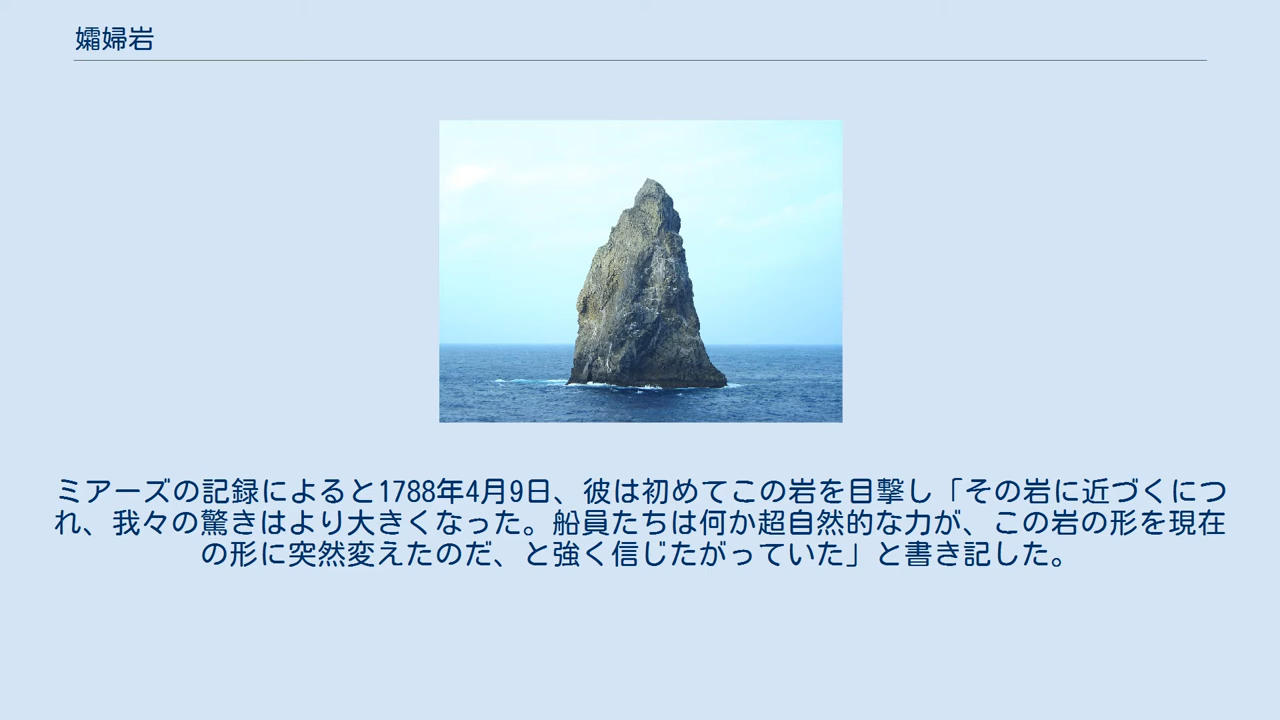 孀婦岩
ミアーズの記録によると1788年4月9日、彼は初めてこの岩を目撃し「その岩に近づくにつ
れ、我々の驚きはより大きくなった。船員たちは何か超自然的な力が、この岩の形を現在
の形に突然変えたのだ、と強く信じたがっていた」と書き記した。